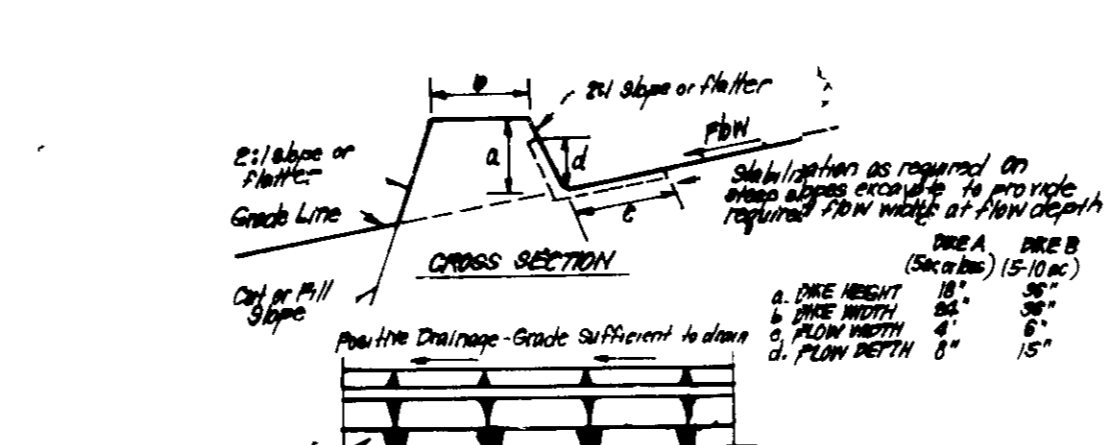 b
2:1 slope or flatter
Flow
2:1 slope or
flatter
a
d
Stabilization as required on
steep slopes excavate to provide
required flow width at flow depth
Grade Line
c
CROSS SECTION
Cut or Fill
Slope
DIKE A DIKE B
(5ac or less) (5-10 ac)
a. DIKE HEIGHT 18" 36"
b DIKE WIDTH 24" 36"
c FLOW WIDTH 4' 6'
d. FLOW DEPTH 8" 15"
Positive Drainage-Grade Sufficient to drain